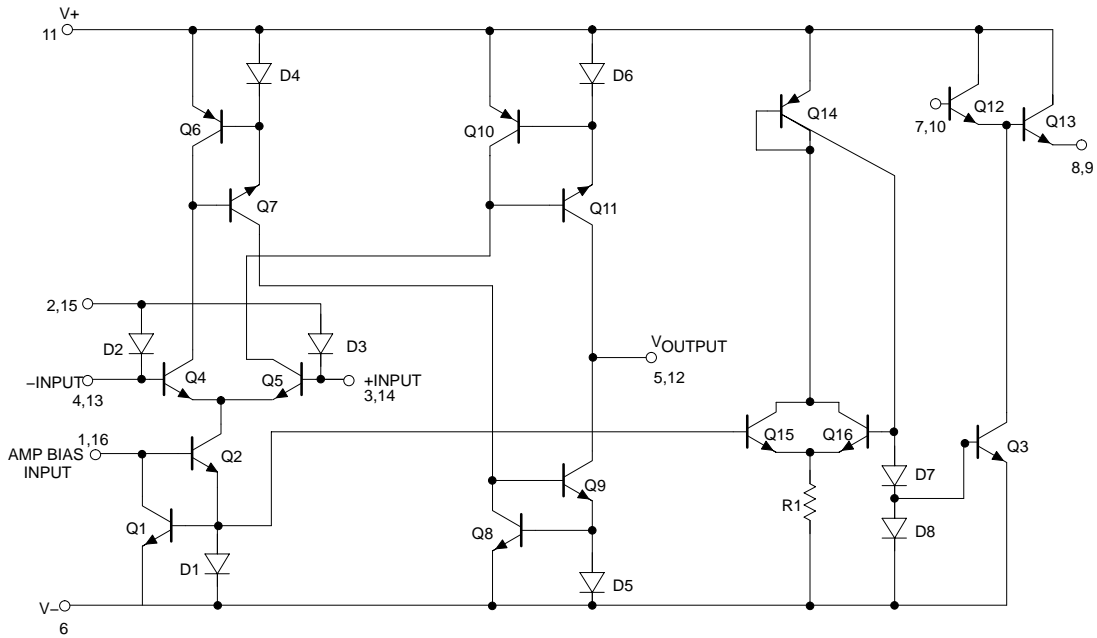 V+
11
D4
D6
Q6
Q10
Q14
Q12
7,10
Q13
8,9
Q7
Q11
2,15
D2
D3
VOUTPUT
5,12
–INPUT
4,13
Q4
Q5
+INPUT
3,14
1,16
AMP BIAS
INPUT
Q2
Q15
Q16
Q3
D7
Q9
R1
Q1
Q8
D8
D1
D5
V–
6